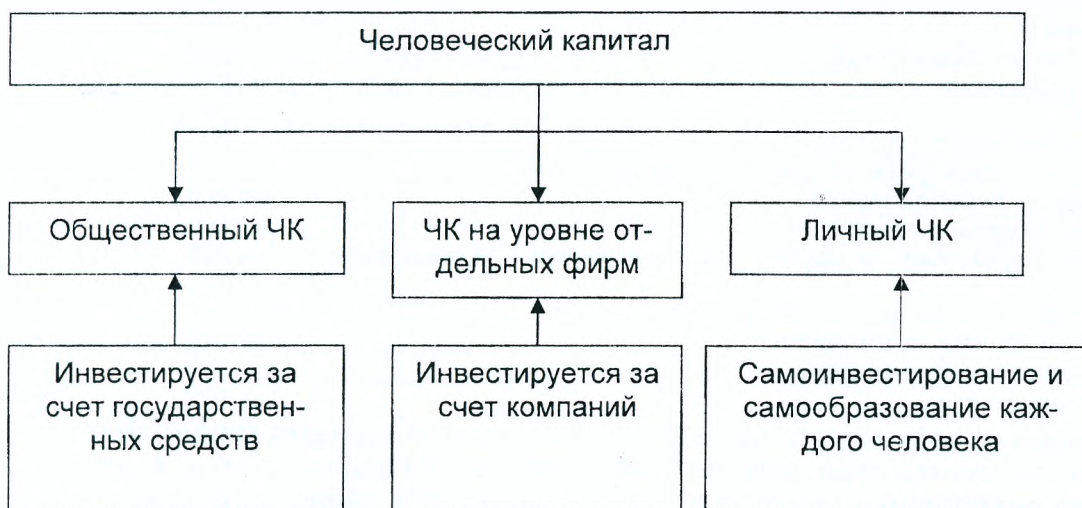 Человеческий капитал
Общественный ЧК
ЧК на уровне от-
дельных фирм
Личный ЧК
Инвестируется за
счет государствен-
ных средств
Инвестируется за
счет компаний
Самоинвестирование и
самообразование каж-
дого человека